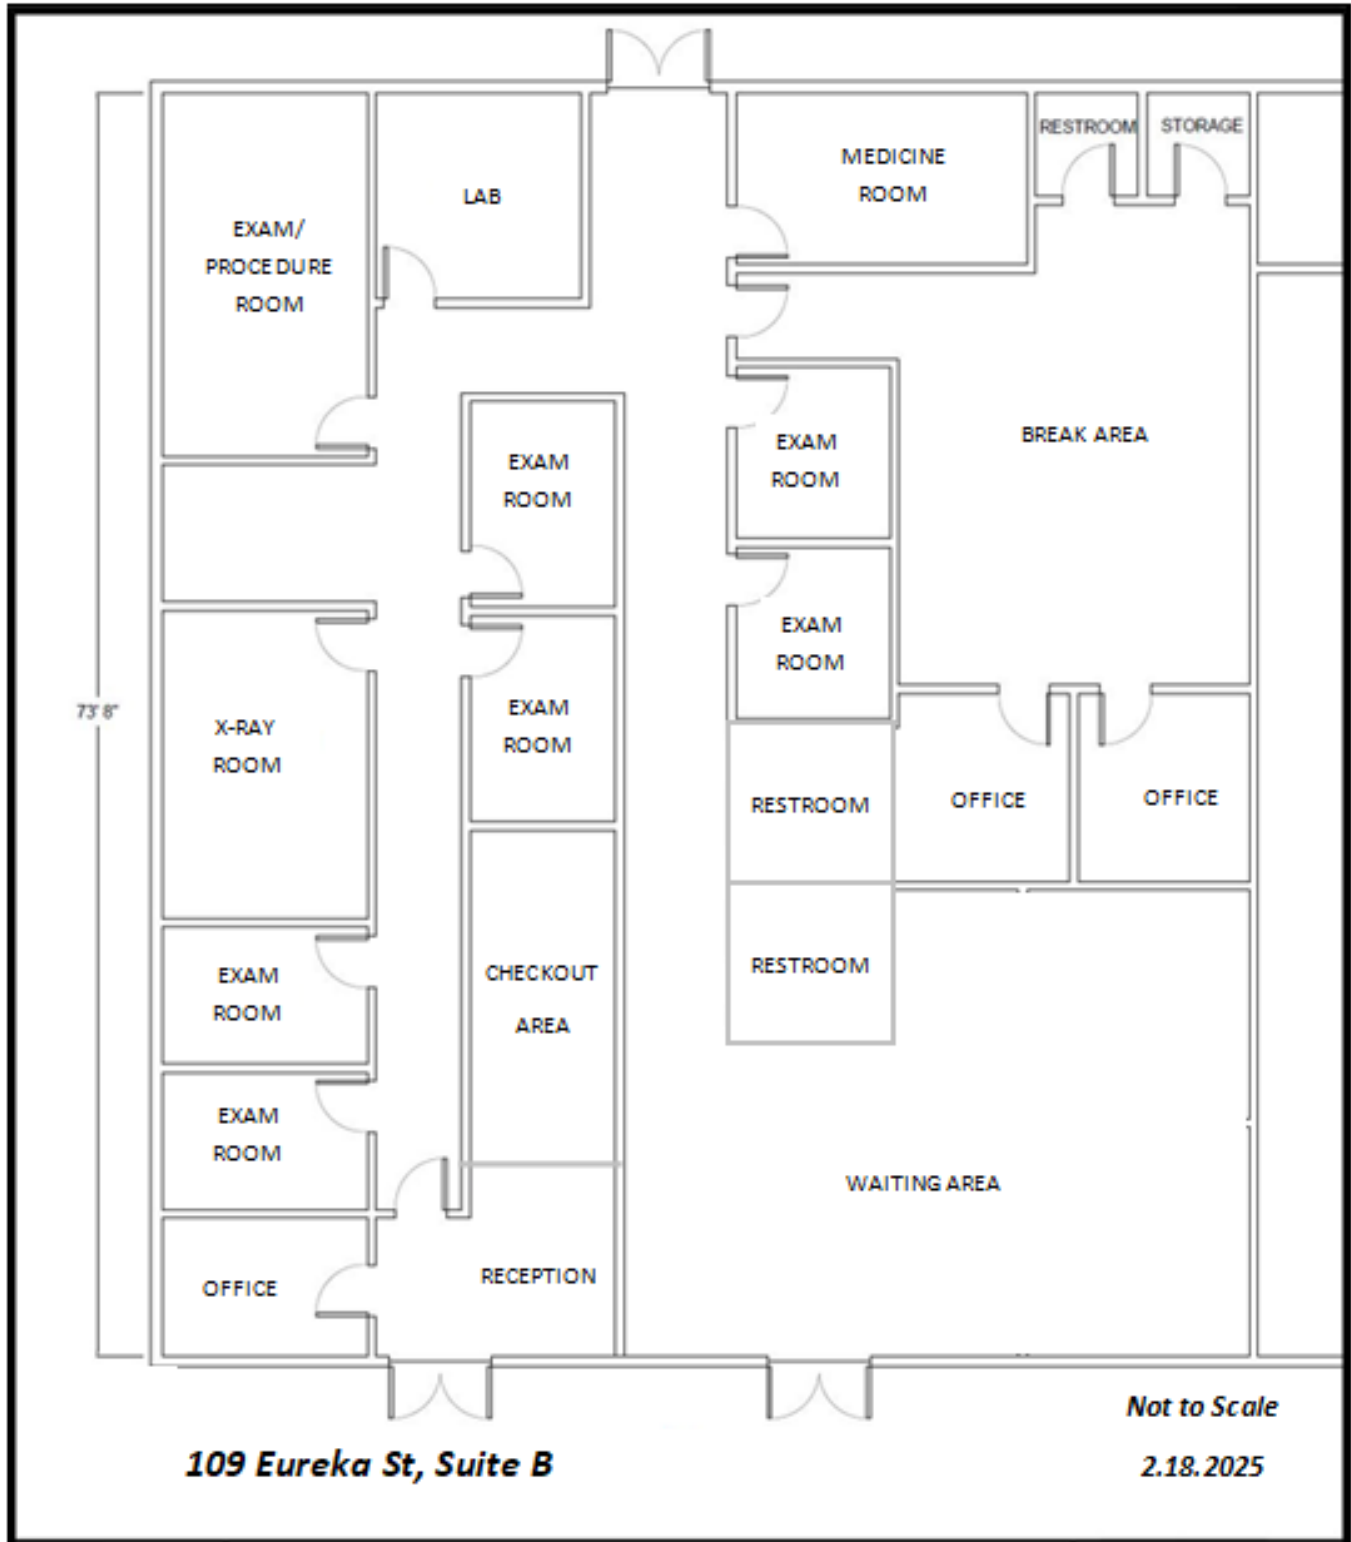 RESTROOM
STORAGE
MEDICINE
ROOM
LAB
EXAM/
PROCEDURE
ROOM
BREAK AREA
EXAM
ROOM
EXAM
ROOM
EXAM
ROOM
73' 8"
X-RAY
ROOM
EXAM
ROOM
RESTROOM
OFFICE
OFFICE
EXAM
ROOM
CHECKOUT
AREA
RESTROOM
EXAM
ROOM
WAITING AREA
OFFICE
RECEPTION
Not to Scale
109 Eureka St, Suite B
2.18.2025